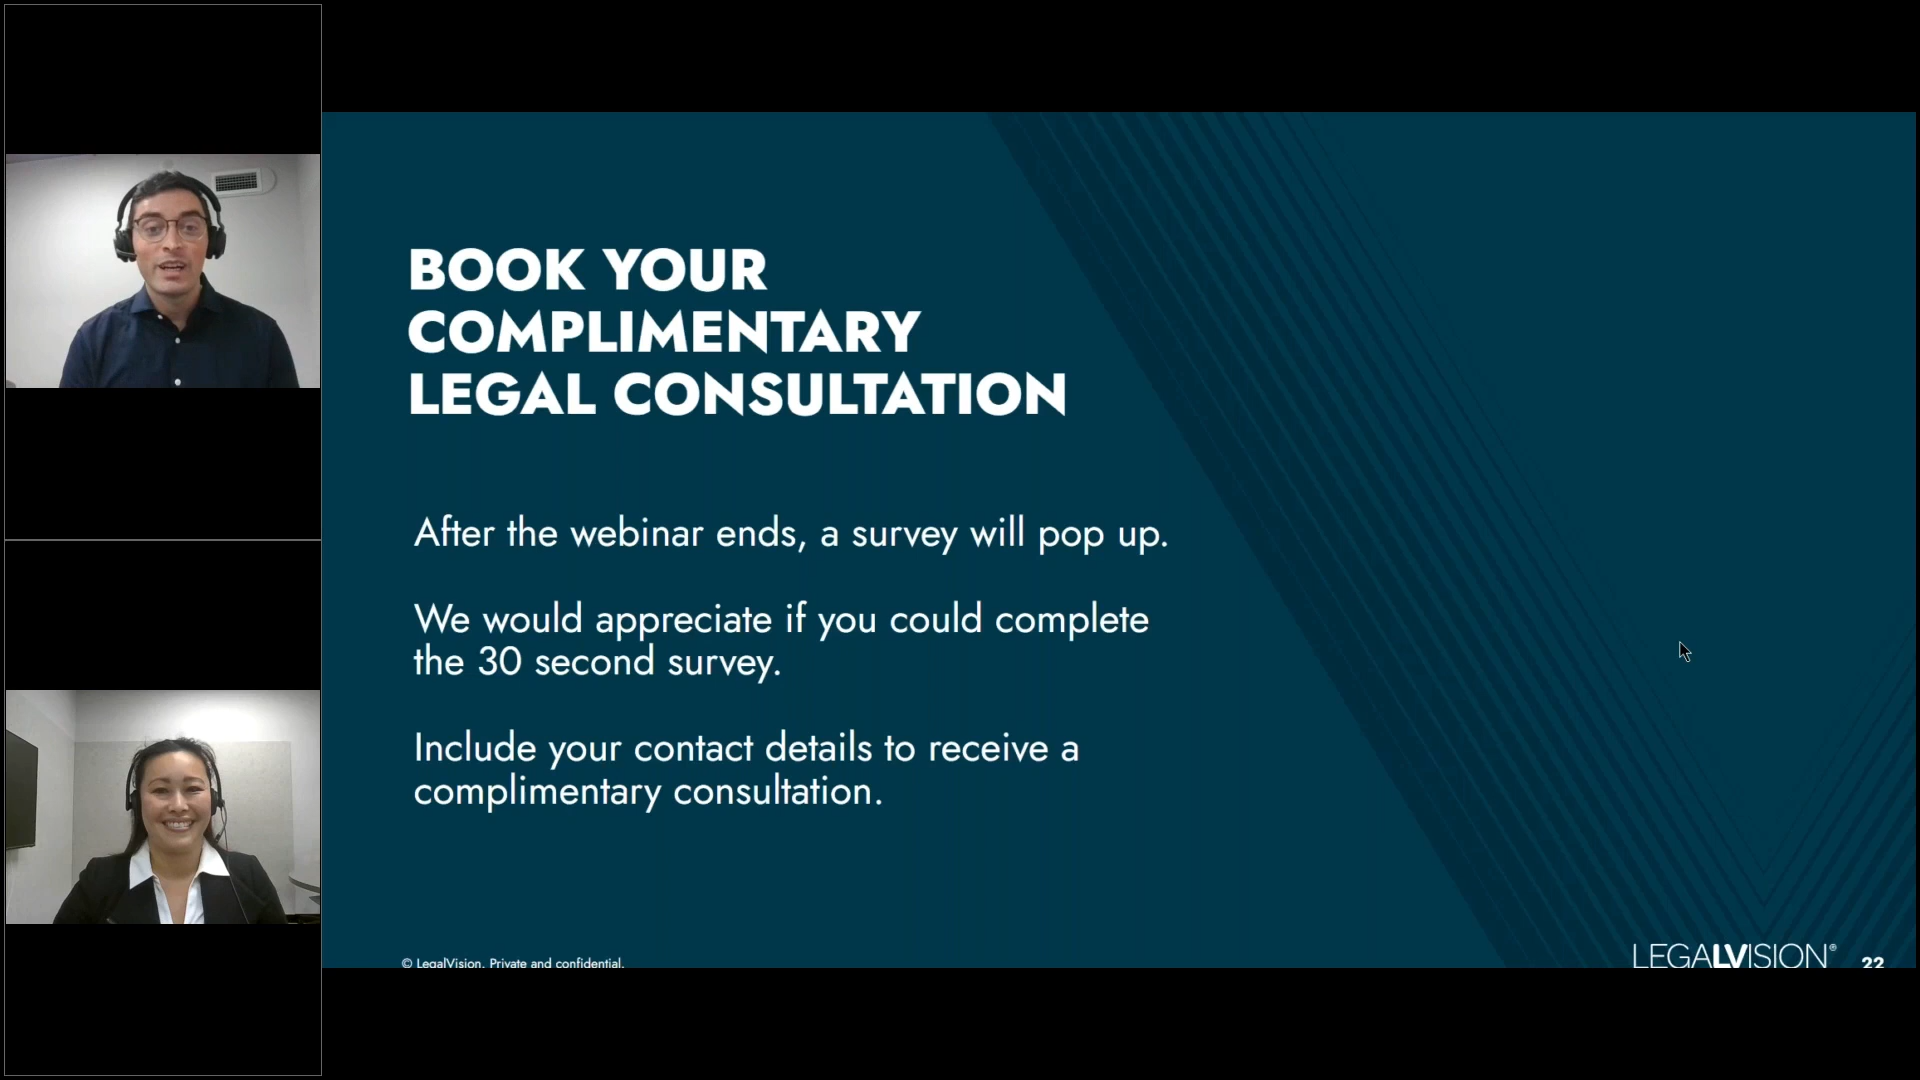 BOOK YOUR
COMPLIMENTARY
LEGAL CONSULTATION
After the webinar ends, a survey will pop up.
We would appreciate if you could complete
the 30 second survey.
Include your contact details to receive a
complimentary consultation.
© LegalVision. Private and confidential.
LEGALVISION®
22